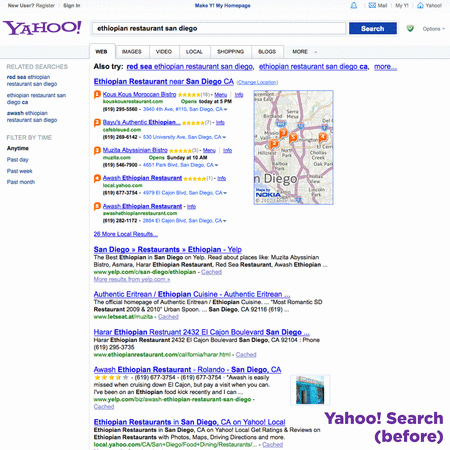 New User? Register Sign In Make Y! My Homepage Mail My Y! Yahoo!
YAHOO! ethiopian restaurant san diego Search Options
WEB IMAGES VIDEO LOCAL SHOPPING BLOGS MORE
RELATED SEARCHES
red sea ethiopian
restaurant san diego
ethiopian restaurant san
diego ca
awash ethiopian
restaurant san diego
FILTER BY TIME
Anytime
Past day
Past week
Past month
Also try: red sea ethiopian san diego, ethiopian restaurant san diego ca, more...
Ethiopian Restaurant near San Diego CA (Change Location)
Kous Kous Moroccan Bistro (16) - Menu | Info
kouskousrestaurant.com Opens today at 5 PM
(619) 295-5560 - 3940 4th Ave, #110, San Diego, CA
Bayu's Authentic Ethiopian... (7) - Info
cafebleued.com
(619) 269-6142 - 530 University Ave, San Diego, CA
Muzita Abyssinian Bistro (3) | Info
muzita.com Opens Sunday at 10 AM
(619) 546-7900 - 4651 Park Blvd, San Diego, CA
Awash Ethiopian Restaurant (1) - Info
local.yahoo.com
(619) 677-3754 - 4979 El Cajon Blvd, San Diego, CA
Awash Ethiopian Restaurant - Info
awashethiopianrestaurant.com
(619) 282-1172 - 2884 El Cajon Blvd, San Diego, CA
n Diego
NOKIA
26 More Local Results...
San Diego » Restaurants » Ethiopian - Yelp
The Best Ethiopian in San Diego on Yelp. Read about places like: Muzita Abyssinian
Bistro, Asmara, Harar Ethiopian Restaurant, Red Sea Restaurant, Awash Ethiopian ...
www.yelp.com/c/san-diego/ethiopian - Cached
More results from yelp.com »
Authentic Eritrean / Ethiopian Cuisine - Authentic Eritrean ...
The official homepage of Authentic Eritrean / Ethiopian Cuisine. ... "Most Romantic SD
Restaurant 2009 & 2010" Urban Spoon. ... San Diego, CA 92116 (619) ...
www.letseat.at/muzita - Cached
Harar Ethiopian Restruant 2432 El Cajon Boulevard San Diego ...
Harar Ethiopian Restaurant, 2432 El Cajon Boulevard, San Diego, CA 92104 : Phone
(619) 295-3735
www.ethiopianrestaurant.com/california/harar.html - Cached
Awash Ethiopian Restaurant - Rolando - San Diego, CA
(619) 677-3754 - (619) 677-3754 - "Awash is easily
missed when cruising down El Cajon, but pay a visit when you can.
I've been on an Ethiopian food kick recently and I can ...
www.yelp.com/biz/awash-ethiopian-restaurant-san-diego -
Cached
Ethiopian Restaurants in San Diego, CA on Yahoo! Local
Ethiopian Restaurants in San Diego, CA on Yahoo! Local Get Ratings & Reviews on
Ethiopian Restaurants with Photos, Maps, Driving Directions and more.
local.yahoo.com/CA/San+Diego/Food+Dining/Restaurants/...
Yahoo! Search
(before)